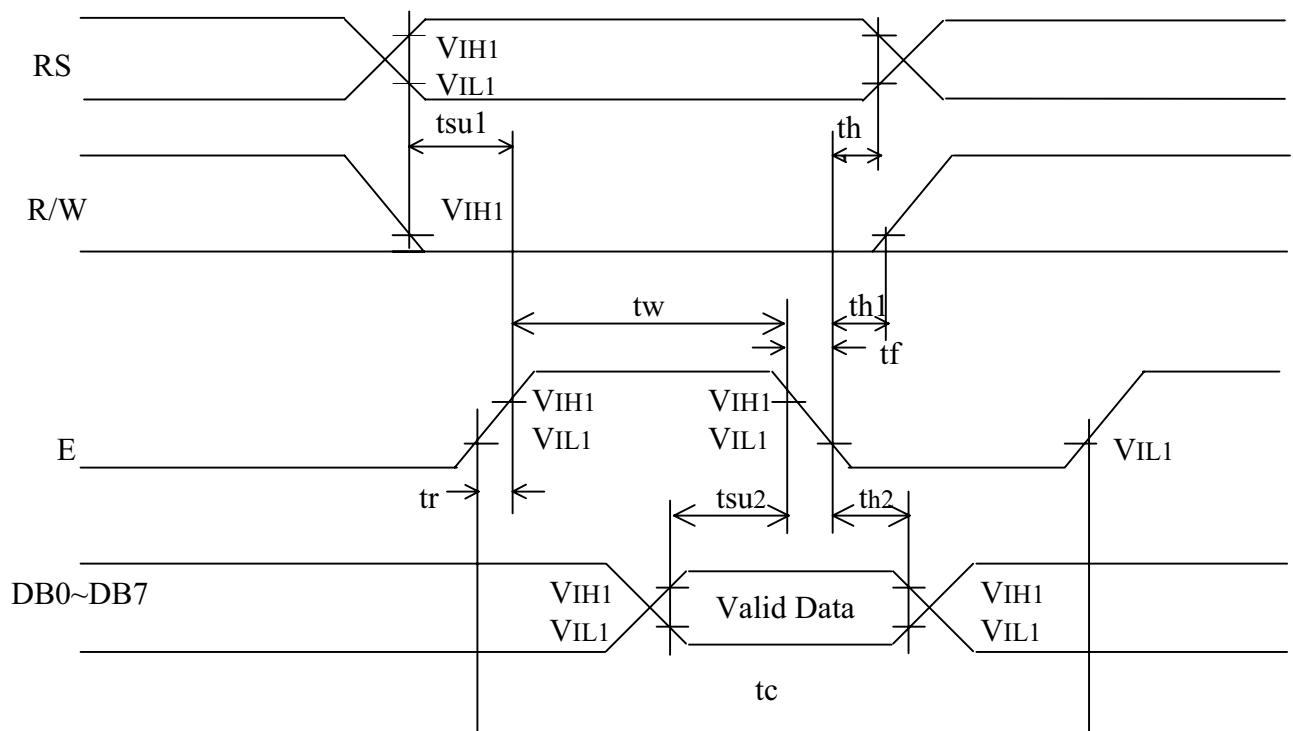 RS
VIH1
VIL1
tsu1
th
R/W
VIH1
tw
th1
tf
E
VIH1
VIL1
VIH1
VIL1
VIL1
tr
tsu2
th2
DB0~DB7
VIH1
VIL1
Valid Data
VIH1
VIL1
tc